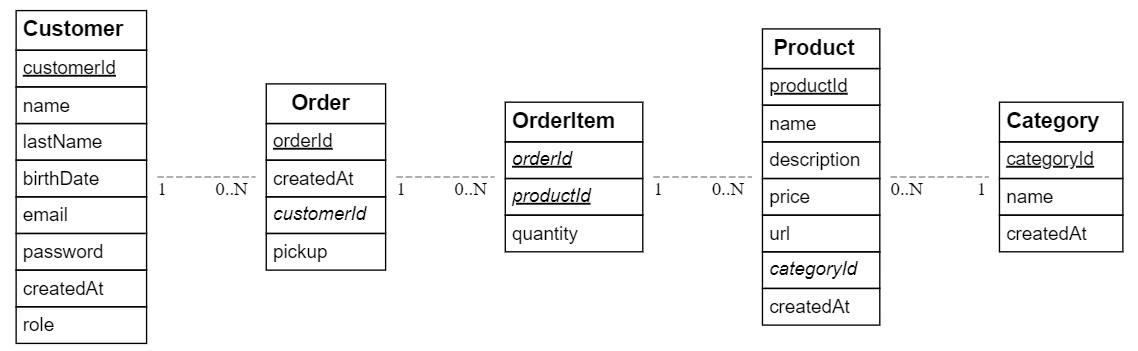 Customer
customerId
name
lastName
birthDate
email
password
createdAt
role
1
0..N
Order
orderId
createdAt
customerId
pickup
1
0..N
OrderItem
orderId
productId
quantity
1
0..N
Product
productId
name
description
price
url
categoryId
createdAt
0..N
1
Category
categoryId
name
createdAt